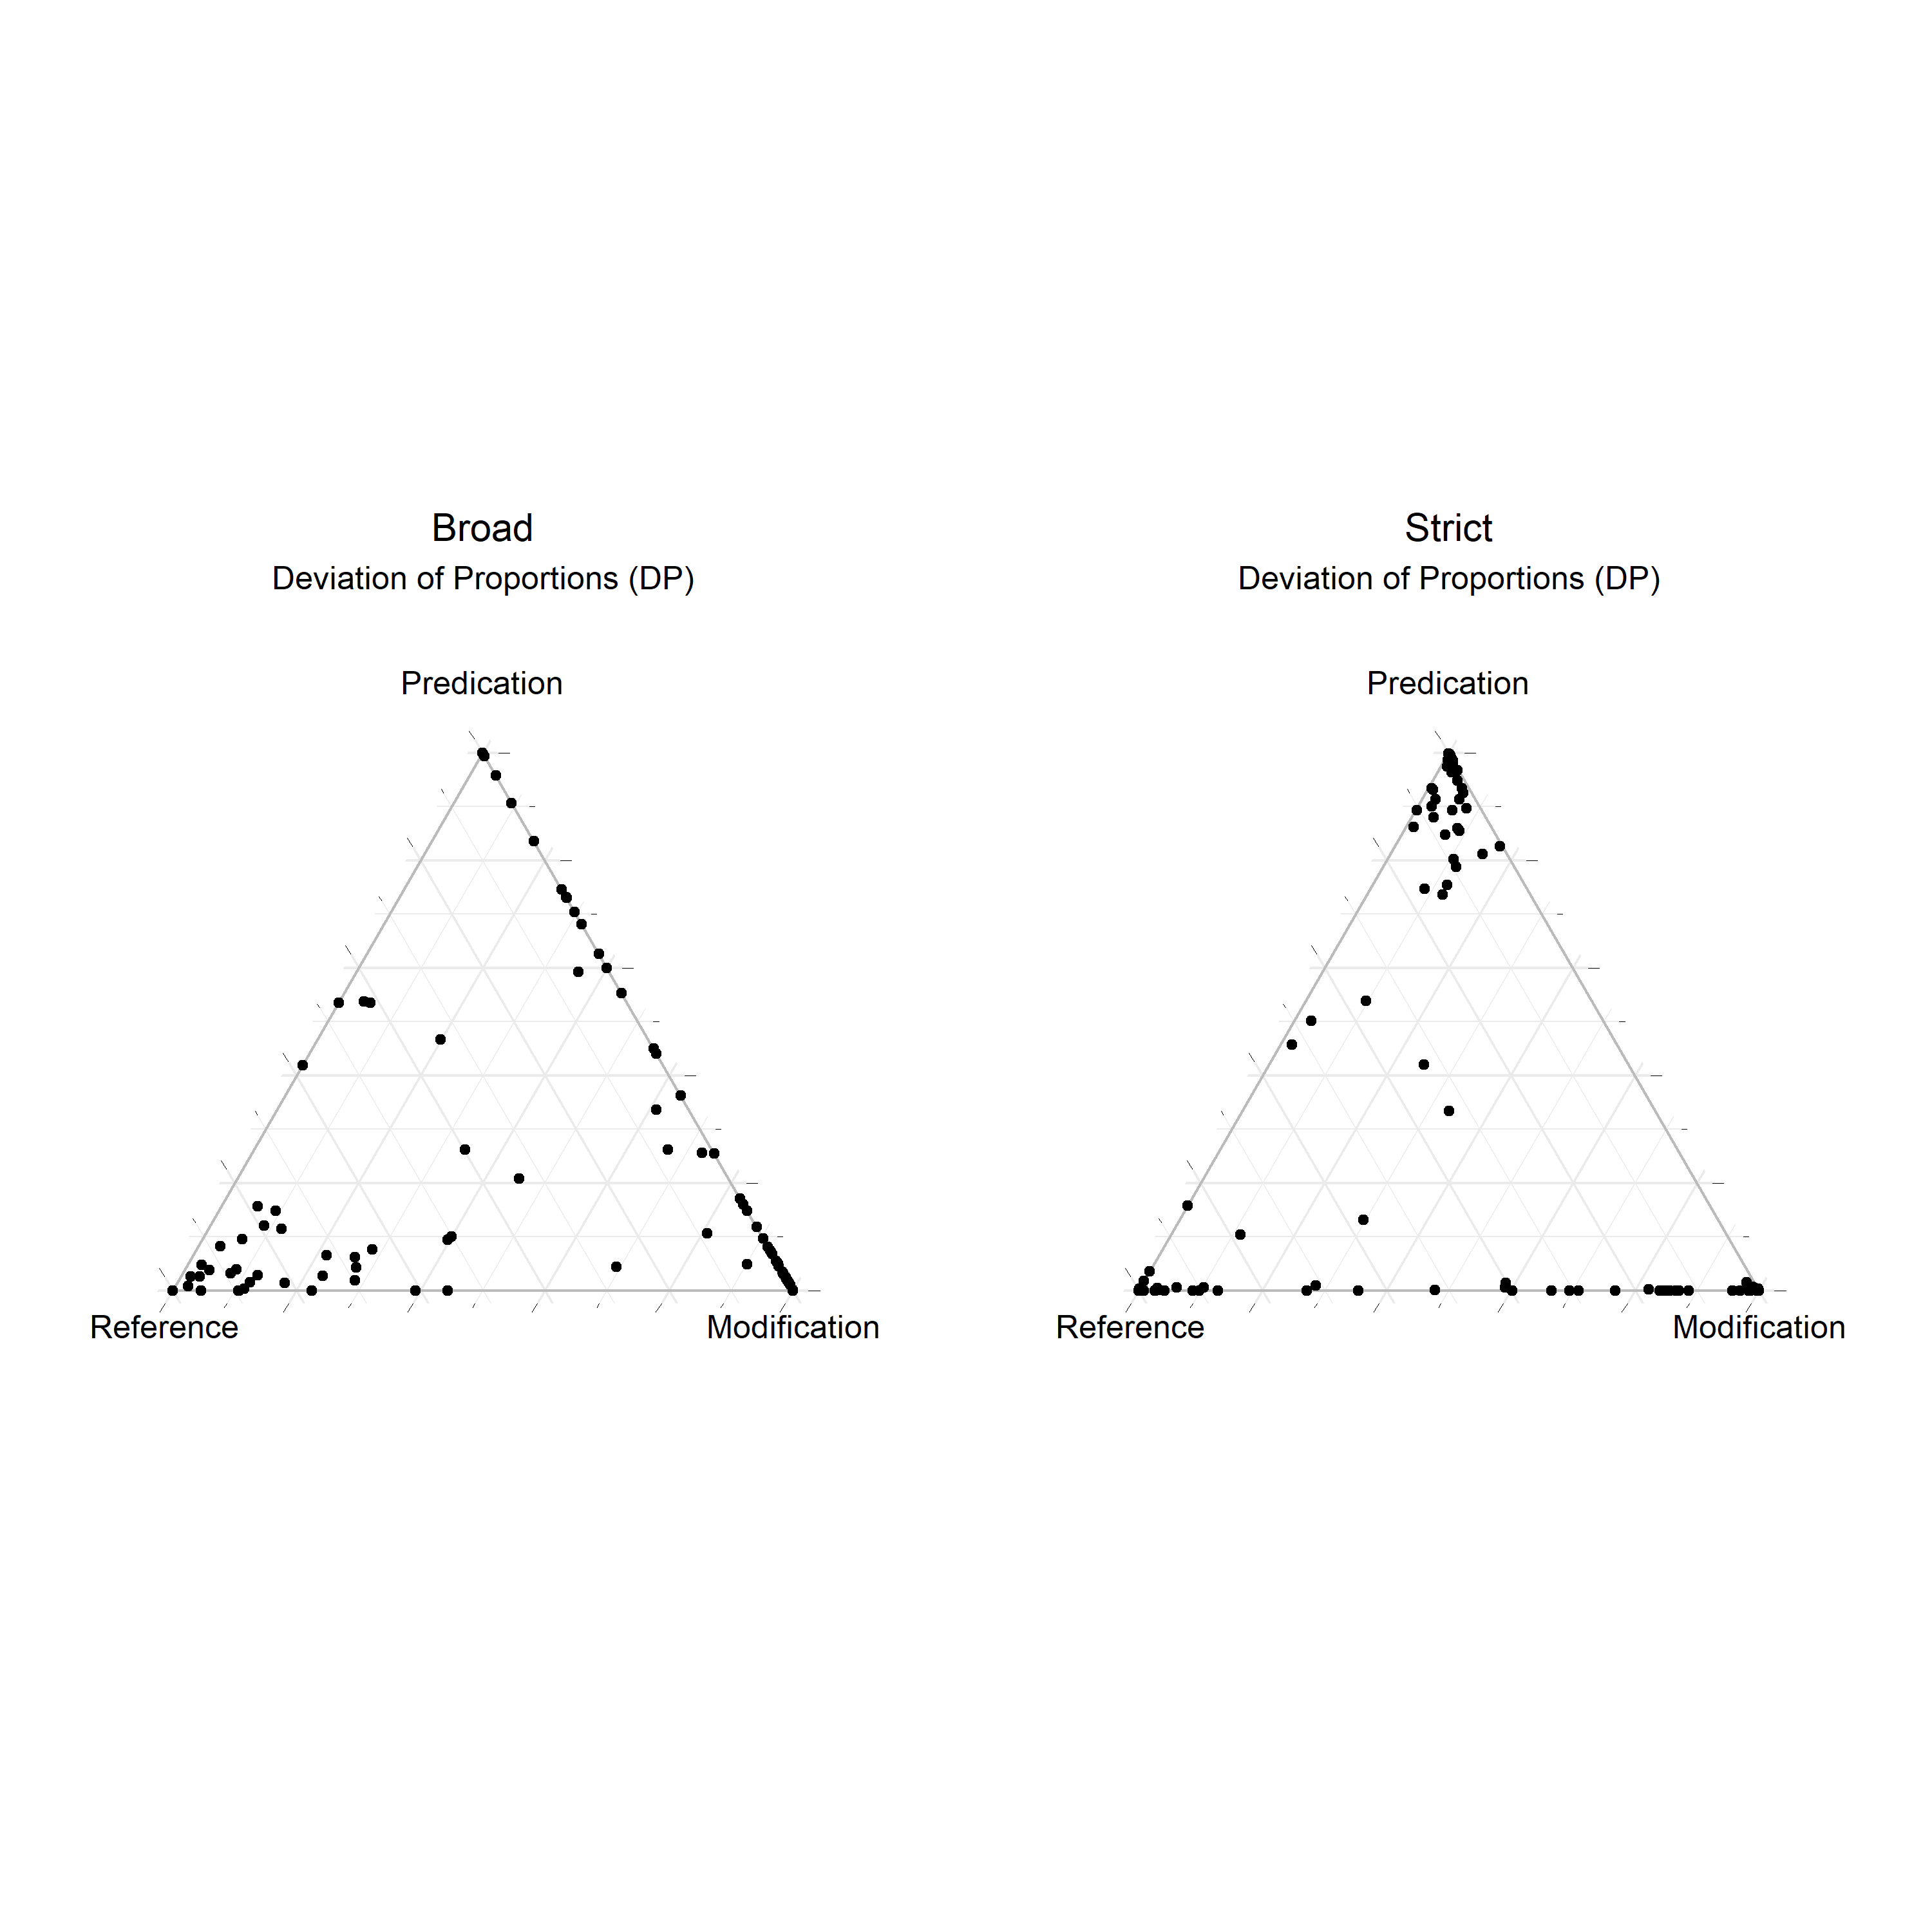 Broad
Deviation of Proportions (DP)
Predication
Reference
Modification
Strict
Deviation of Proportions (DP)
Predication
Reference
Modification